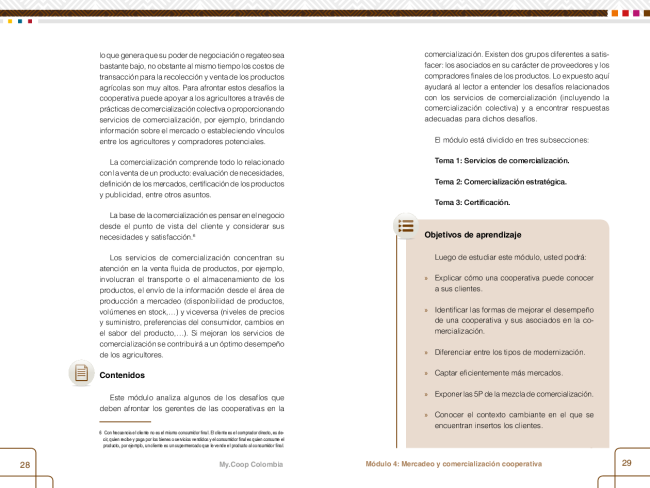 lo que genera que su poder de negociación o regateo sea
bastante bajo, no obstante al mismo tiempo los costos de
transacción para la recolección y venta de los productos
agrícolas son muy altos. Para afrontar estos desafíos la
cooperativa puede apoyar a los agricultores a través de
prácticas de comercialización colectiva o proporcionando
servicios de comercialización, por ejemplo, brindando
información sobre el mercado o estableciendo vínculos
entre los agricultores y compradores potenciales.
La comercialización comprende todo lo relacionado
con la venta de un producto: evaluación de necesidades,
definición de los mercados, certificación de los productos
y publicidad, entre otros asuntos.
La base de la comercialización es pensar en el negocio
desde el punto de vista del cliente y considerar sus
necesidades y satisfacción.⁶
Los servicios de comercialización concentran su
atención en la venta fluida de productos, por ejemplo,
involucran el transporte o el almacenamiento de los
productos, el envío de la información desde el área de
producción a mercadeo (disponibilidad de productos,
volúmenes en stock,…) y viceversa (niveles de precios
y suministro, preferencias del consumidor, cambios en
el sabor del producto,…). Si mejoran los servicios de
comercialización se contribuirá a un óptimo desempeño
de los agricultores.
Contenidos
Este módulo analiza algunos de los desafíos que
deben afrontar los gerentes de las cooperativas en la
6 Con frecuencia el cliente no es el mismo consumidor final. El cliente es el comprador directo, es de-
cir, quien recibe y paga por los bienes o servicios vendidos y el consumidor final es quien consume el
producto, por ejemplo, un cliente es un supermercado que le vende el producto al consumidor final.
28
My.Coop Colombia
comercialización. Existen dos grupos diferentes a satis-
facer: los asociados en su carácter de proveedores y los
compradores finales de los productos. Lo expuesto aquí
ayudará al lector a entender los desafíos relacionados
con los servicios de comercialización (incluyendo la
comercialización colectiva) y a encontrar respuestas
adecuadas para dichos desafíos.
El módulo está dividido en tres subsecciones:
Tema 1: Servicios de comercialización.
Tema 2: Comercialización estratégica.
Tema 3: Certificación.
Objetivos de aprendizaje
Luego de estudiar este módulo, usted podrá:
» Explicar cómo una cooperativa puede conocer
a sus clientes.
» Identificar las formas de mejorar el desempeño
de una cooperativa y sus asociados en la co-
mercialización.
» Diferenciar entre los tipos de modernización.
» Captar eficientemente más mercados.
» Exponer las 5P de la mezcla de comercialización.
» Conocer el contexto cambiante en el que se
encuentran insertos los clientes.
Módulo 4: Mercadeo y comercialización cooperativa
29